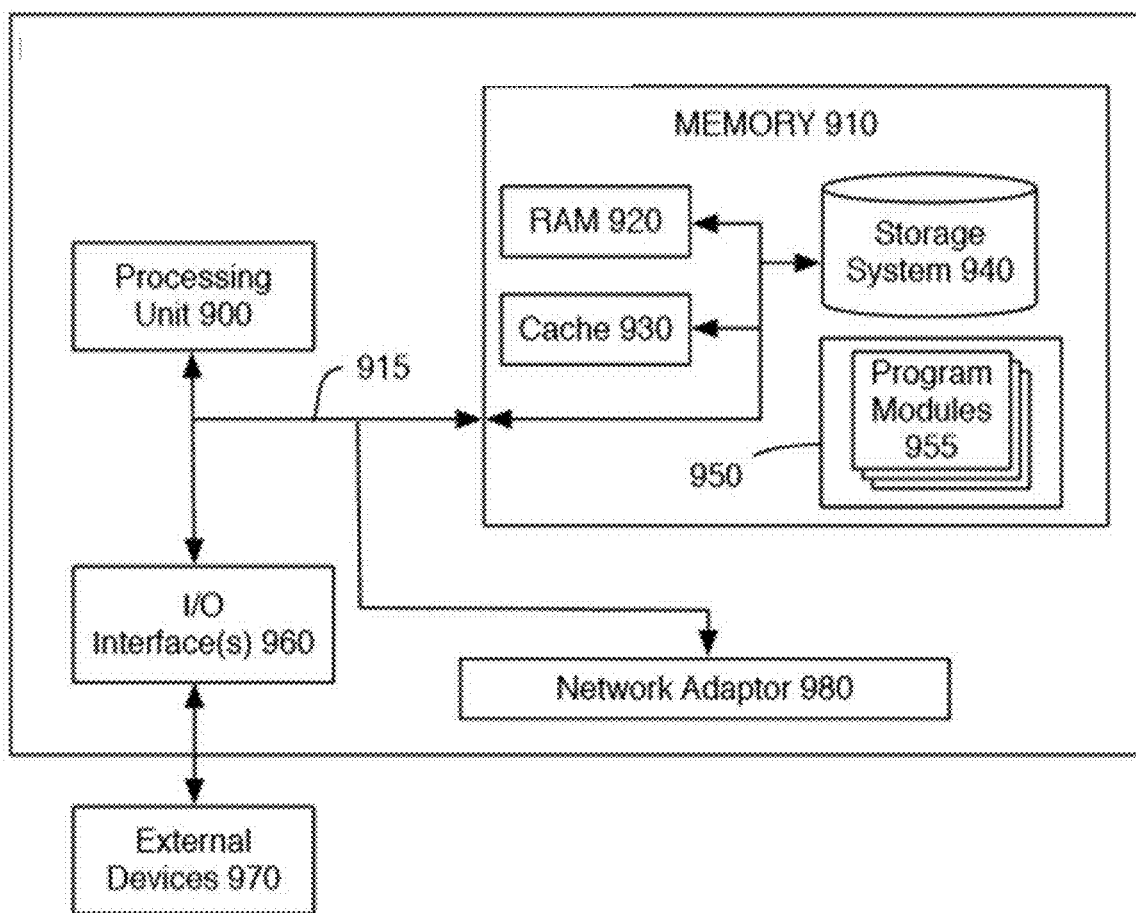 MEMORY 910
RAM 920
Storage
System 940
Processing
Unit 900
Cache 930
915
Program
Modules
955
950
I/O
Interface(s) 960
Network Adaptor 980
External
Devices 970